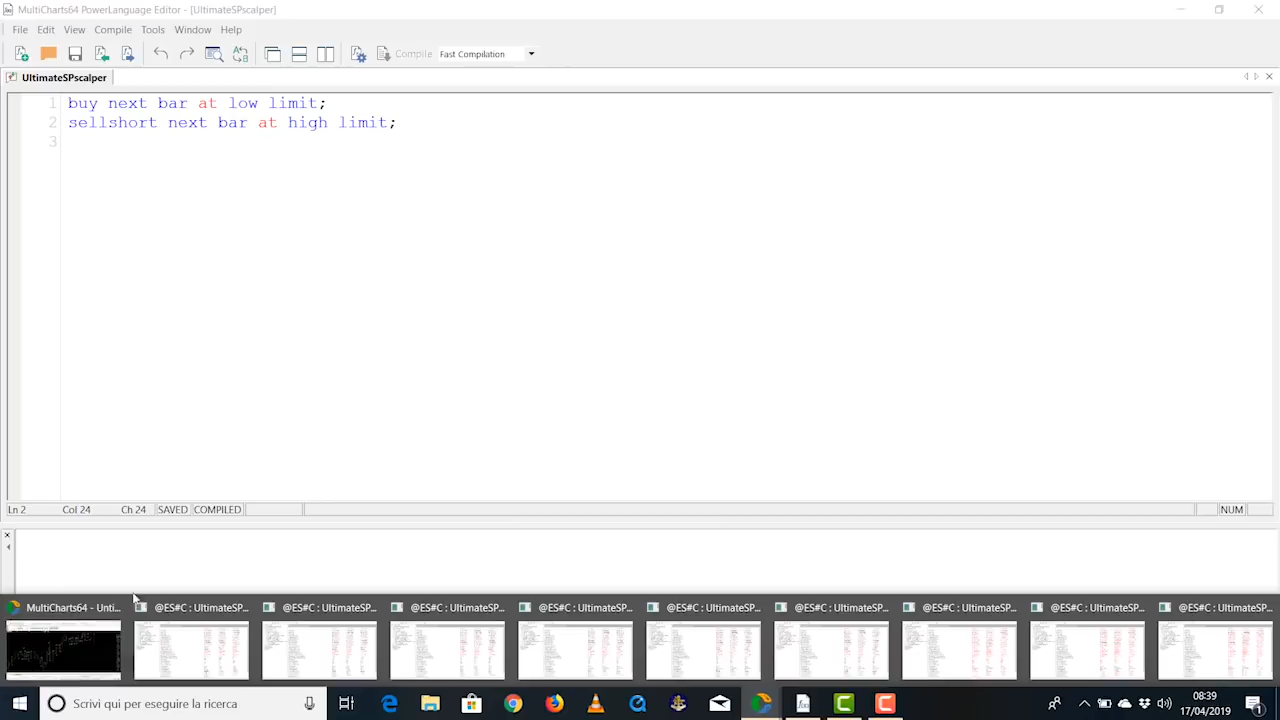 MultiCharts64 PowerLanguage Editor - [UltimateSPscalper]
File Edit View Compile Tools Window Help
Compile Fast Compilation
UltimateSPscalper
1 buy next bar at low limit;
2 sellshort next bar at high limit;
3
Ln 2 Col 24 Ch 24 SAVED COMPILED NUM
MultiCharts64 - Unti... @ES#C : UltimateSP... @ES#C : UltimateSP... @ES#C : UltimateSP... @ES#C : UltimateSP... @ES#C : UltimateSP... @ES#C : UltimateSP... @ES#C : UltimateSP... @ES#C : UltimateSP... @ES#C : UltimateSP...
Scrivi qui per eseguire la ricerca
08:39
17/04/2019